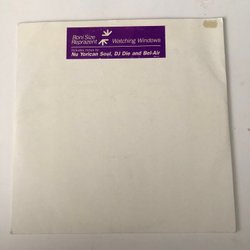 Roni Size
Reprazent
Watching Windows
Nu Yorican Soul, DJ Die and Bel-Air